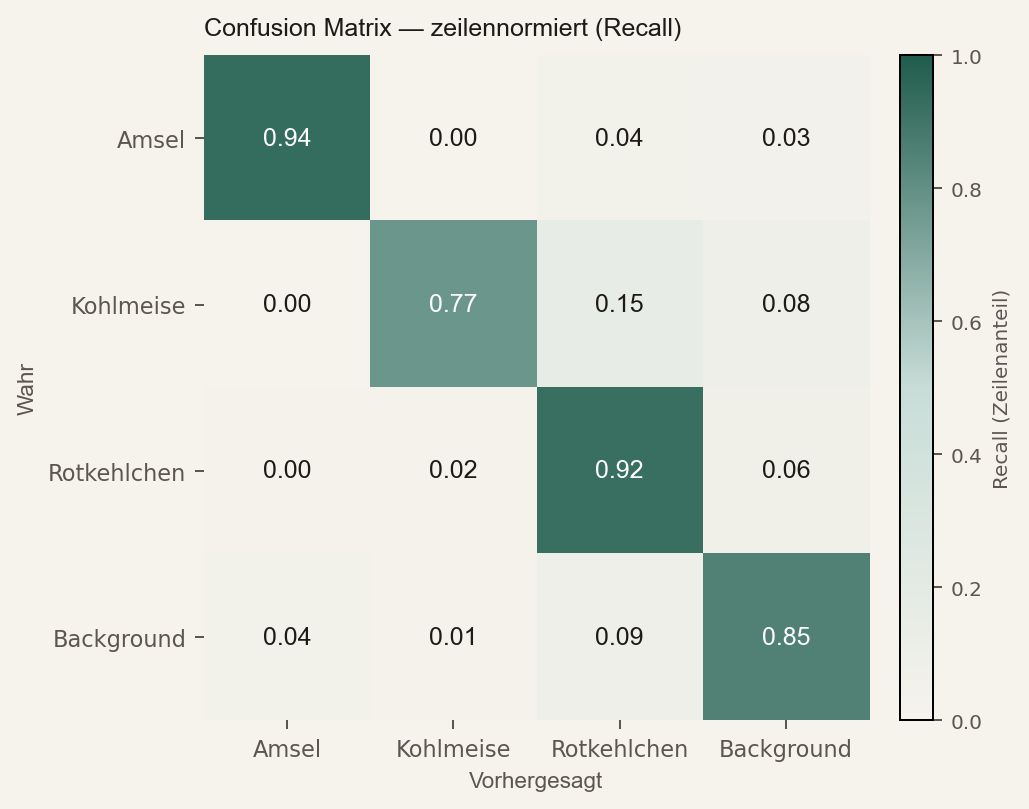 Confusion Matrix — zeilennormiert (Recall)
Wahr
Amsel 0.94 0.00 0.04 0.03
Kohlmeise 0.00 0.77 0.15 0.08
Rotkehlchen 0.00 0.02 0.92 0.06
Background 0.04 0.01 0.09 0.85
Amsel Kohlmeise Rotkehlchen Background
Vorhergesagt
1.0
0.8
0.6
0.4
0.2
0.0
Recall (Zeilenanteil)